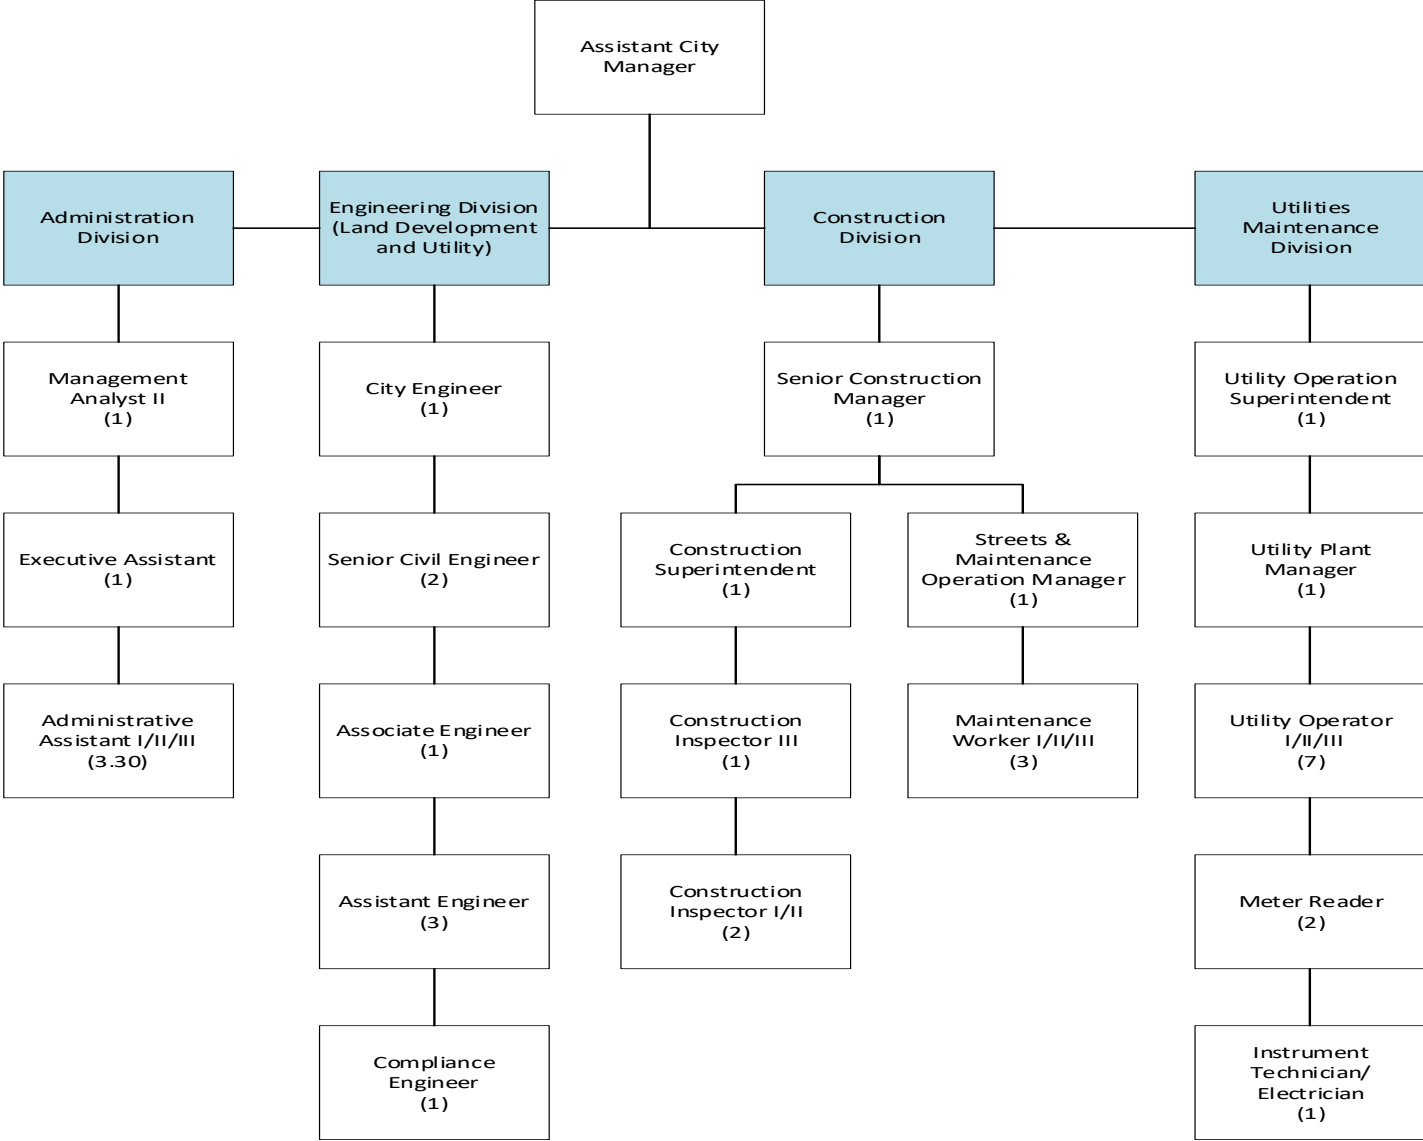 Assistant City
Manager
Administration
Division
Engineering Division
(Land Development
and Utility)
Construction
Division
Utilities
Maintenance
Division
Management
Analyst II
(1)
City Engineer
(1)
Senior Construction
Manager
(1)
Utility Operation
Superintendent
(1)
Executive Assistant
(1)
Senior Civil Engineer
(2)
Construction
Superintendent
(1)
Streets &
Maintenance
Operation Manager
(1)
Utility Plant
Manager
(1)
Administrative
Assistant I/II/III
(3.30)
Associate Engineer
(1)
Construction
Inspector III
(1)
Maintenance
Worker I/II/III
(3)
Utility Operator
I/II/III
(7)
Assistant Engineer
(3)
Construction
Inspector I/II
(2)
Meter Reader
(2)
Compliance
Engineer
(1)
Instrument
Technician/
Electrician
(1)